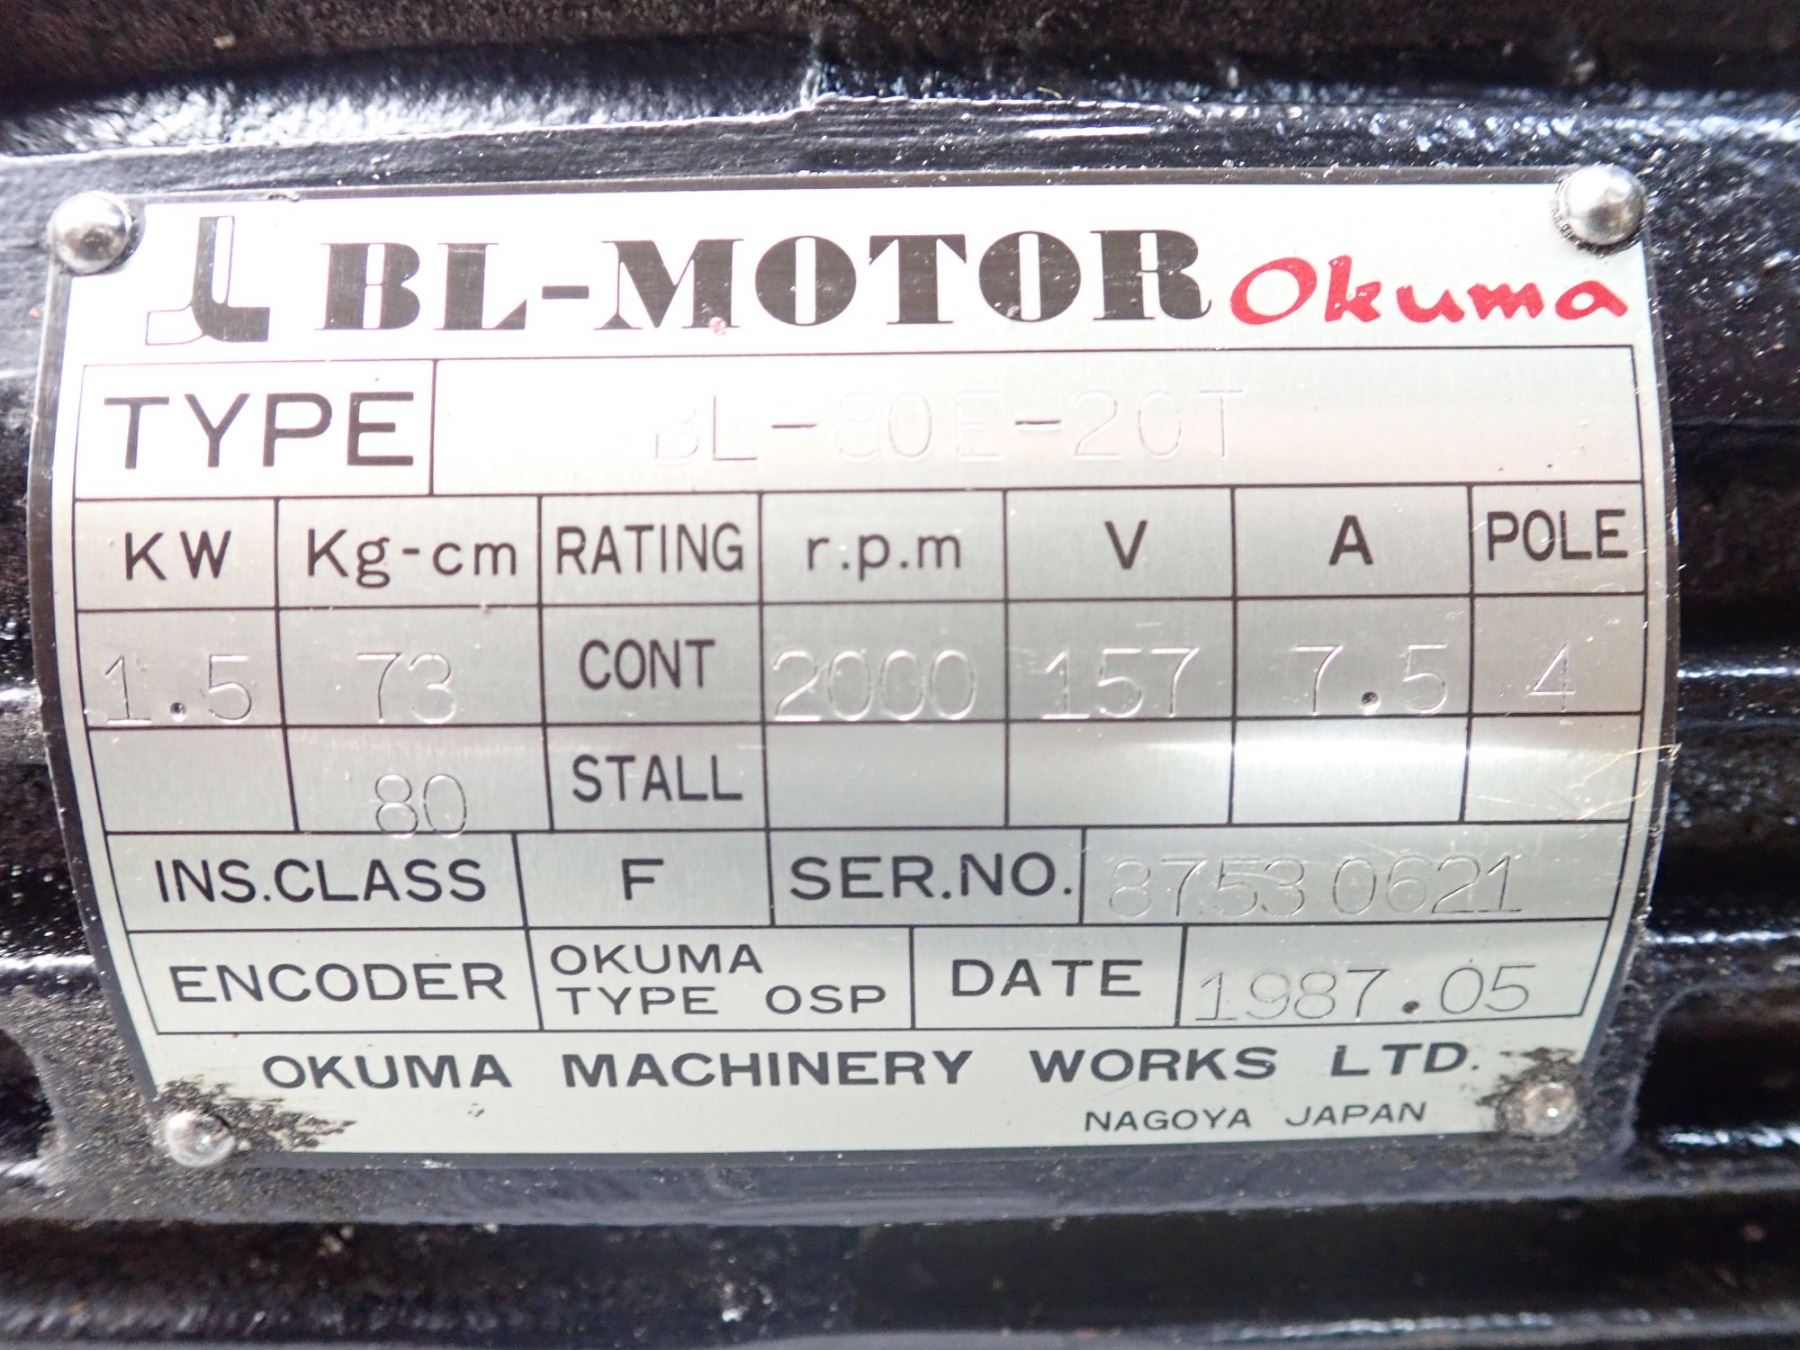 BL-MOTOR Okuma
TYPE BL-80E-20T
KW Kg-cm RATING r.p.m V A POLE
1.5 73 CONT 2000 157 7.5 4
80 STALL
INS.CLASS F SER.NO. 87530621
ENCODER OKUMA TYPE OSP DATE 1987.05
OKUMA MACHINERY WORKS LTD.
NAGOYA JAPAN